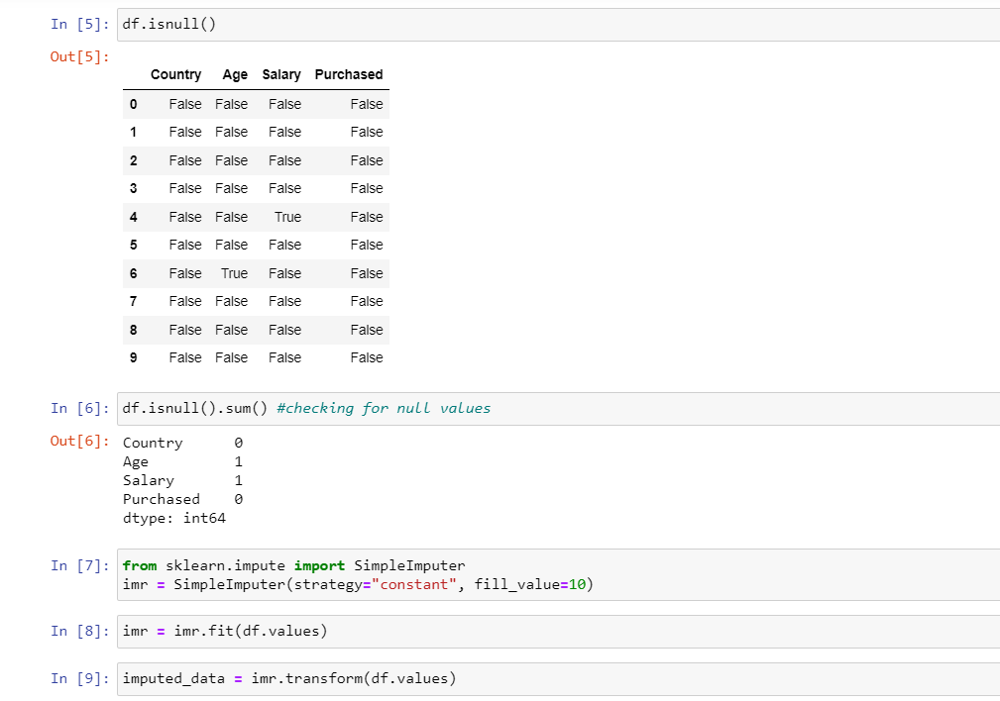 In [5]: df.isnull()
Out[5]:
Country Age Salary Purchased
0 False False False False
1 False False False False
2 False False False False
3 False False False False
4 False False True False
5 False False False False
6 False True False False
7 False False False False
8 False False False False
9 False False False False
In [6]: df.isnull().sum() #checking for null values
Out[6]: Country 0
Age 1
Salary 1
Purchased 0
dtype: int64
In [7]: from sklearn.impute import SimpleImputer
imr = SimpleImputer(strategy="constant", fill_value=10)
In [8]: imr = imr.fit(df.values)
In [9]: imputed_data = imr.transform(df.values)